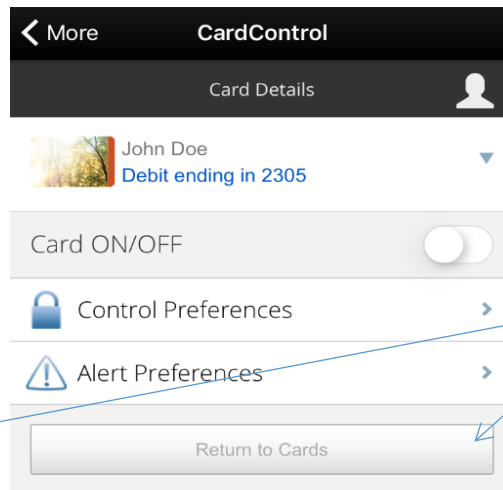 More CardControl
Card Details
John Doe
Debit ending in 2305
Card ON/OFF
Control Preferences
Alert Preferences
Return to Cards